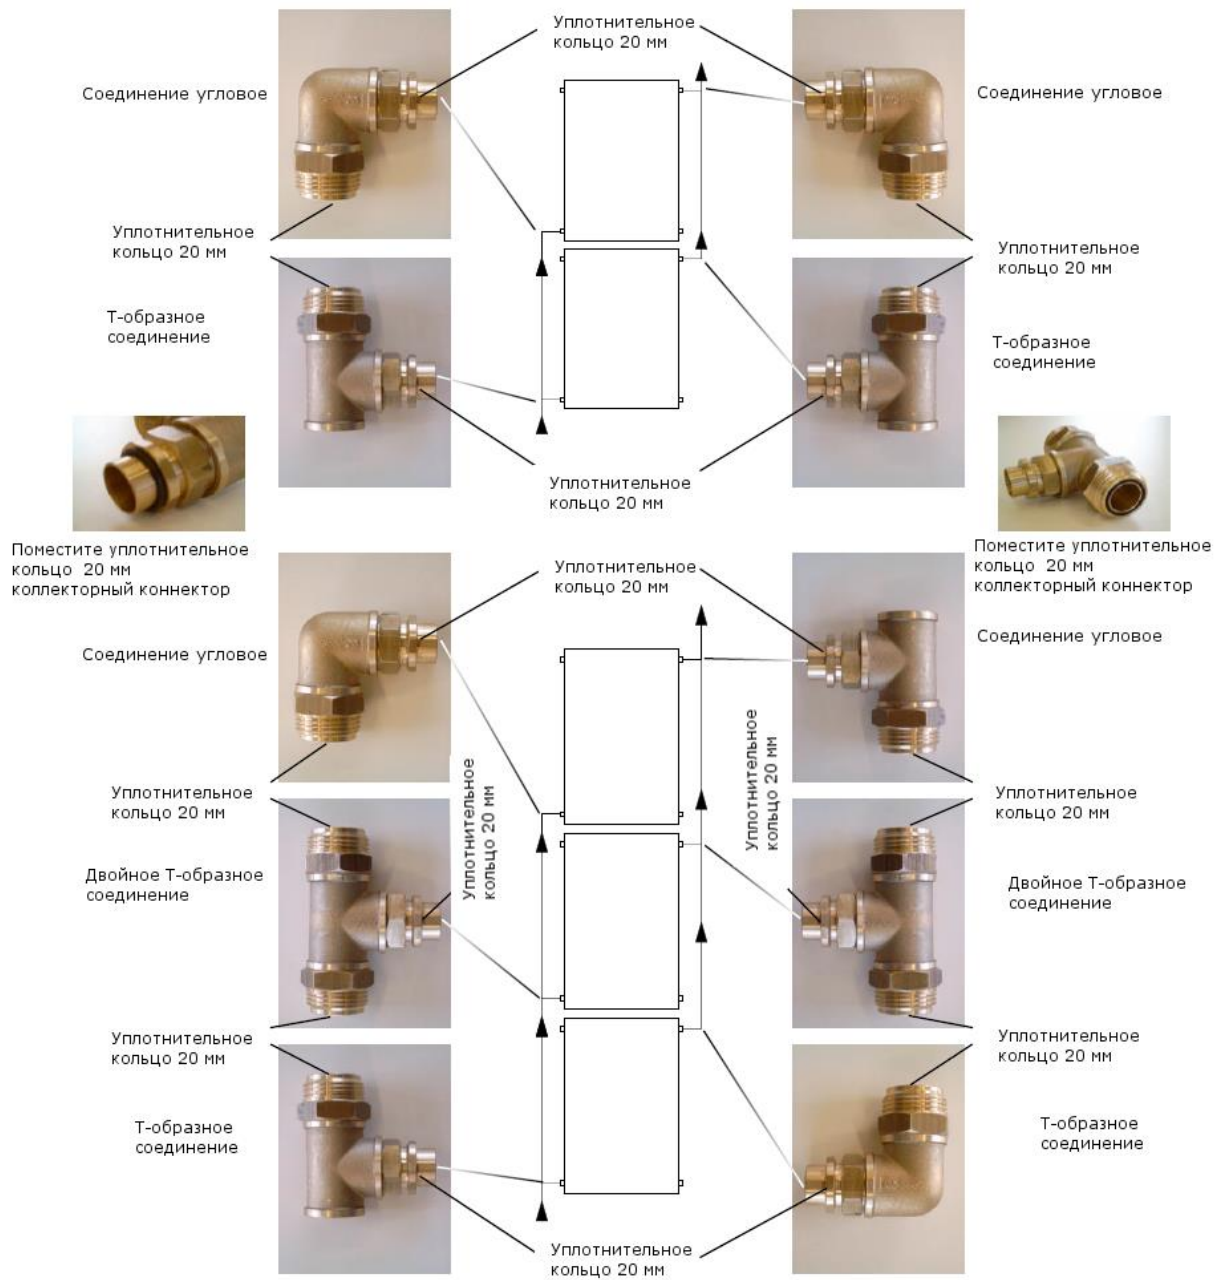 Уплотнительное
кольцо 20 мм
Соединение угловое
Соединение угловое
Уплотнительное
кольцо 20 мм
Уплотнительное
кольцо 20 мм
Т-образное
соединение
Т-образное
соединение
Уплотнительное
кольцо 20 мм
Поместите уплотнительное
кольцо 20 мм
коллекторный коннектор
Поместите уплотнительное
кольцо 20 мм
коллекторный коннектор
Уплотнительное
кольцо 20 мм
Соединение угловое
Соединение угловое
Уплотнительное
кольцо 20 мм
Уплотнительное
кольцо 20 мм
Уплотнительное
кольцо 20 мм
Уплотнительное
кольцо 20 мм
Двойное Т-образное
соединение
Двойное Т-образное
соединение
Уплотнительное
кольцо 20 мм
Уплотнительное
кольцо 20 мм
Т-образное
соединение
Т-образное
соединение
Уплотнительное
кольцо 20 мм